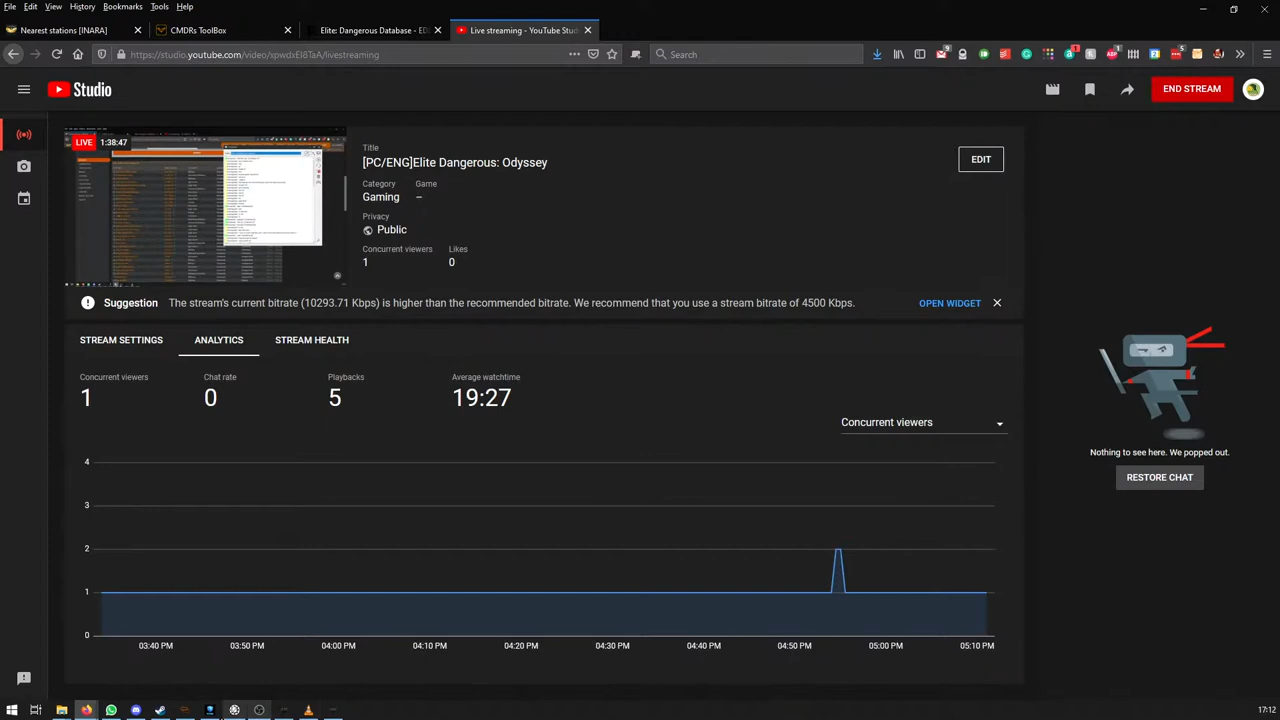 File Edit View History Bookmarks Tools Help
Nearest stations [INARA]
CMDRs ToolBox
Elite: Dangerous Database - ED
Live streaming - YouTube Stud
https://studio.youtube.com/video/spwdxEI8TaA/livestreaming
Search
Studio
END STREAM
LIVE 1:38:47
Title
[PC/ENG]Elite Dangerous: Odyssey
EDIT
Category
Gaming
Privacy
Public
Concurrent viewers Likes
1 0
Suggestion The stream's current bitrate (10293.71 Kbps) is higher than the recommended bitrate. We recommend that you use a stream bitrate of 4500 Kbps. OPEN WIDGET
STREAM SETTINGS ANALYTICS STREAM HEALTH
Concurrent viewers Chat rate Playbacks Average watchtime
1 0 5 19:27
Concurrent viewers
4
3
2
1
0
03:40 PM 03:50 PM 04:00 PM 04:10 PM 04:20 PM 04:30 PM 04:40 PM 04:50 PM 05:00 PM 05:10 PM
Nothing to see here. We popped out.
RESTORE CHAT
17:12